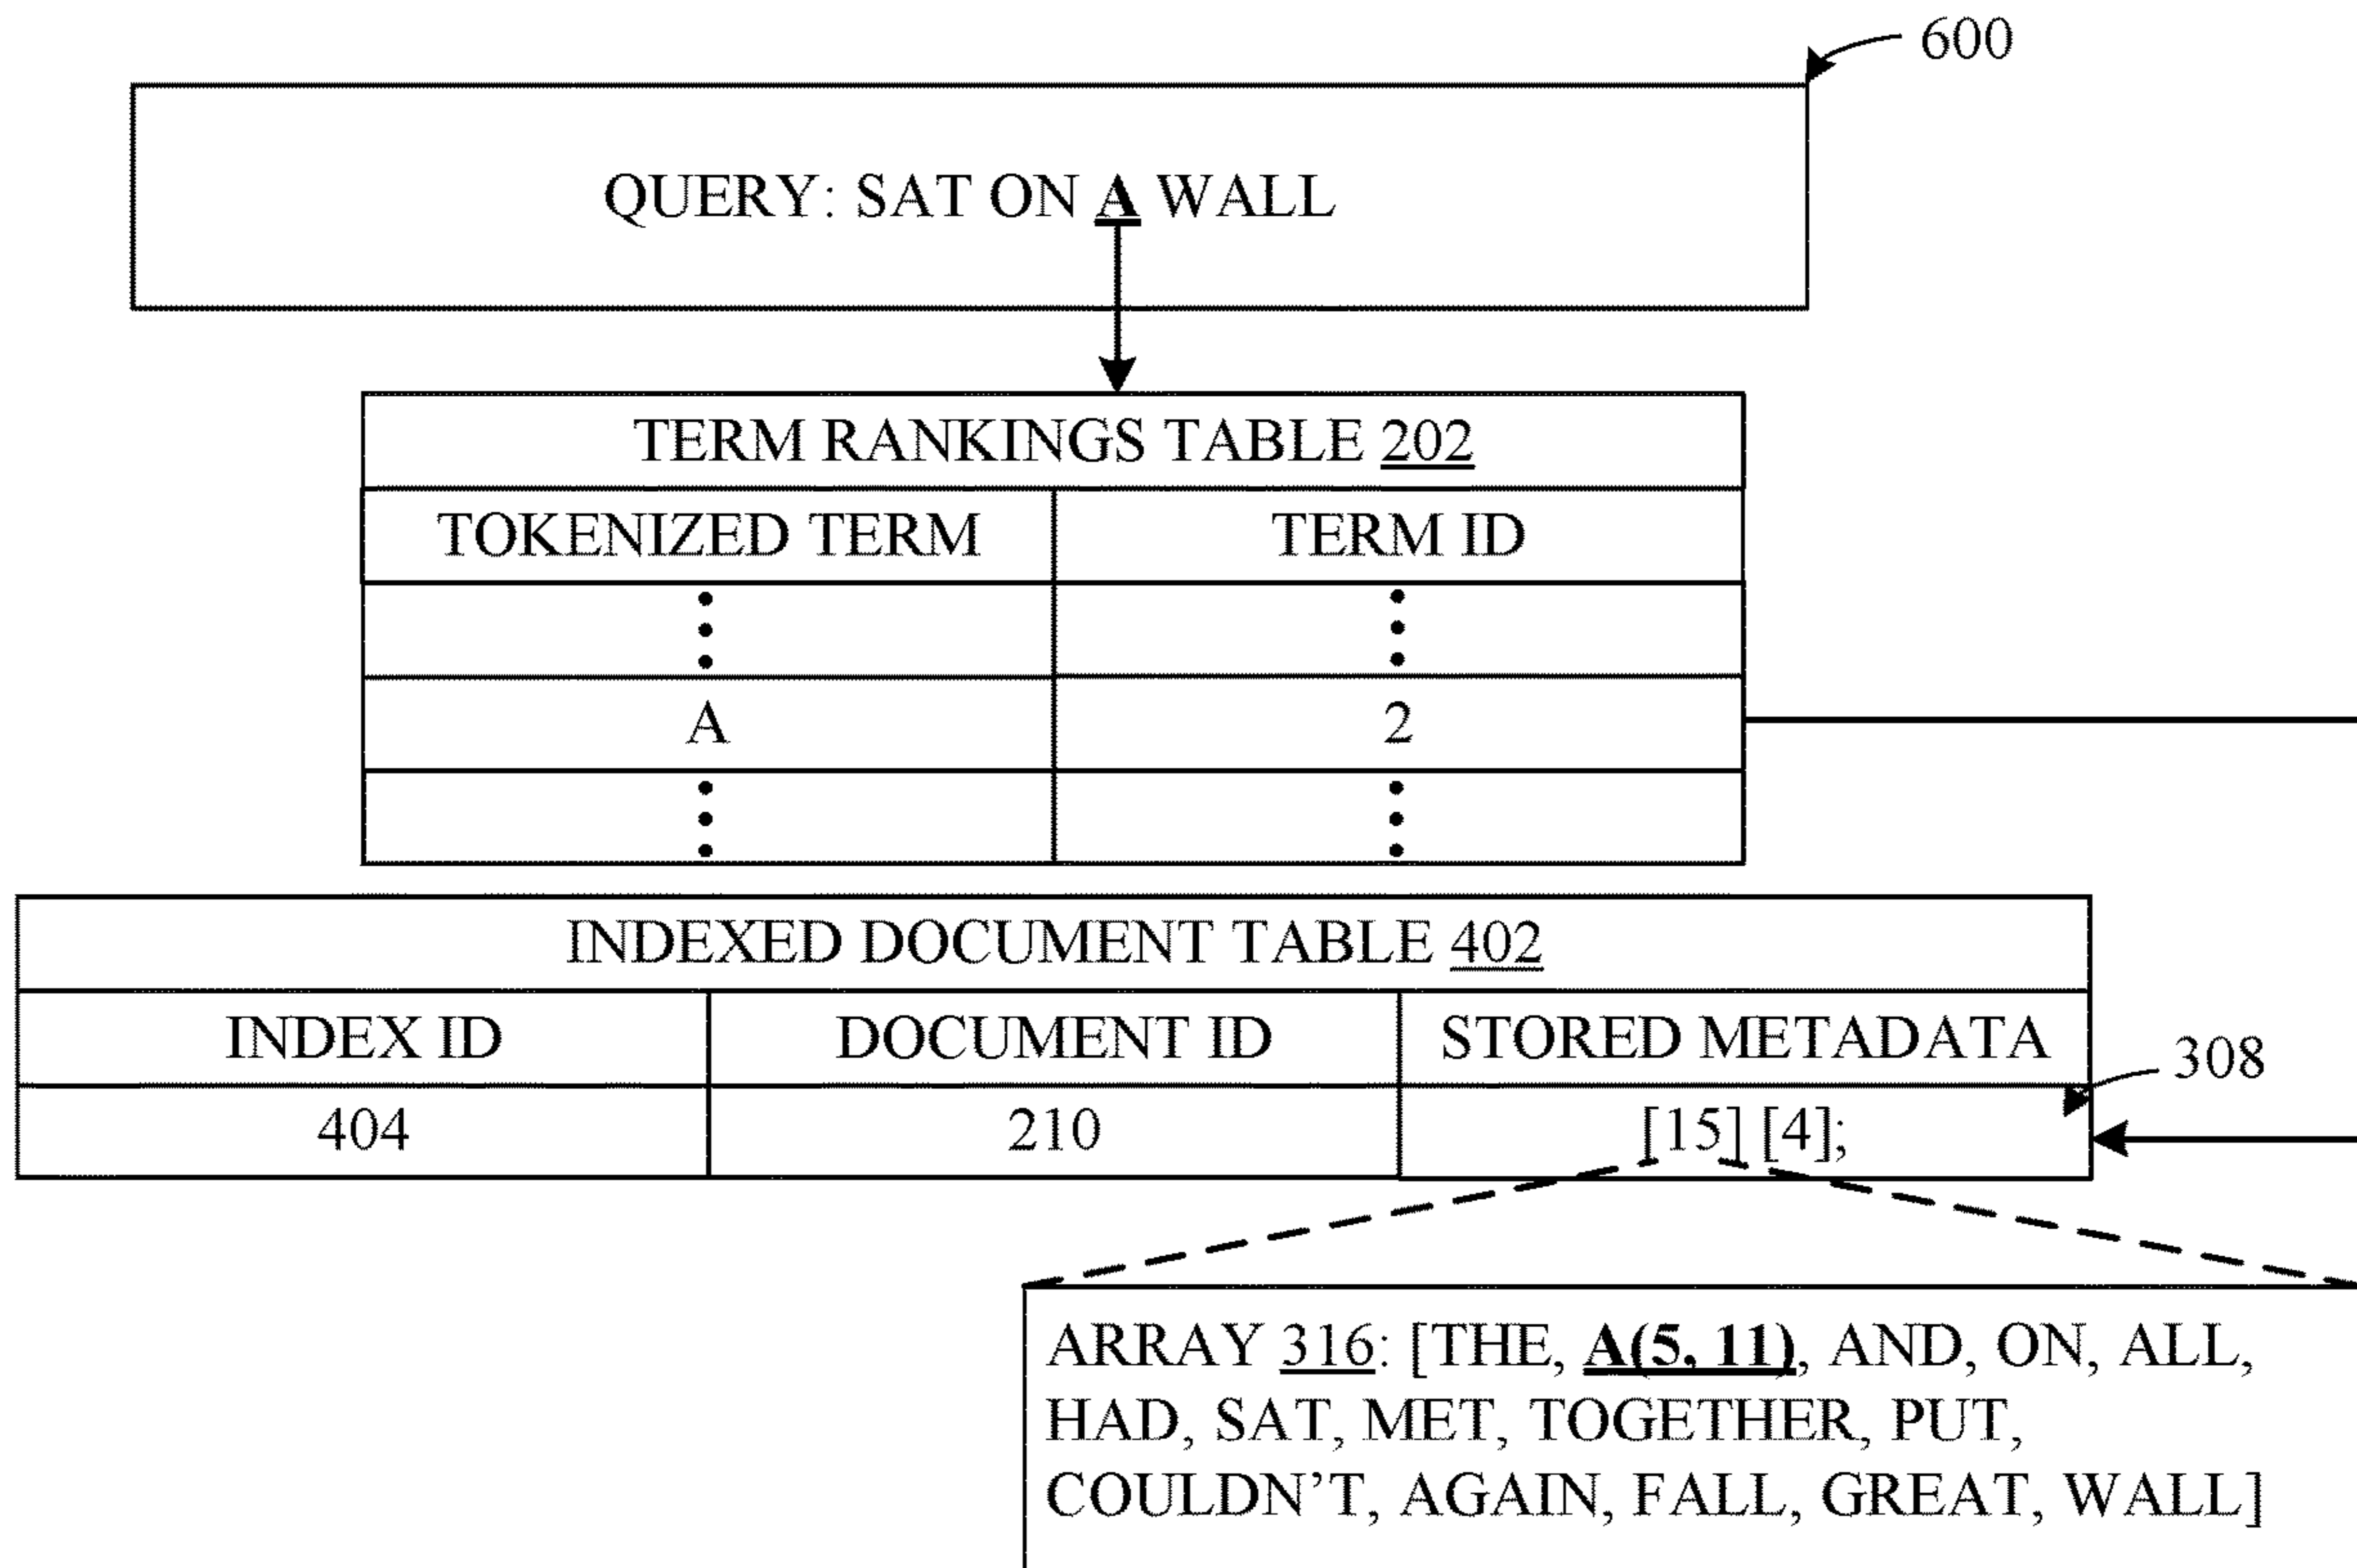 600
QUERY: SAT ON A WALL
TERM RANKINGS TABLE 202
TOKENIZED TERM TERM ID
A 2
INDEXED DOCUMENT TABLE 402
INDEX ID DOCUMENT ID STORED METADATA
308
404 210 [15] [4];
ARRAY 316: [THE, A(5, 11), AND, ON, ALL,
HAD, SAT, MET, TOGETHER, PUT,
COULDN'T, AGAIN, FALL, GREAT, WALL]